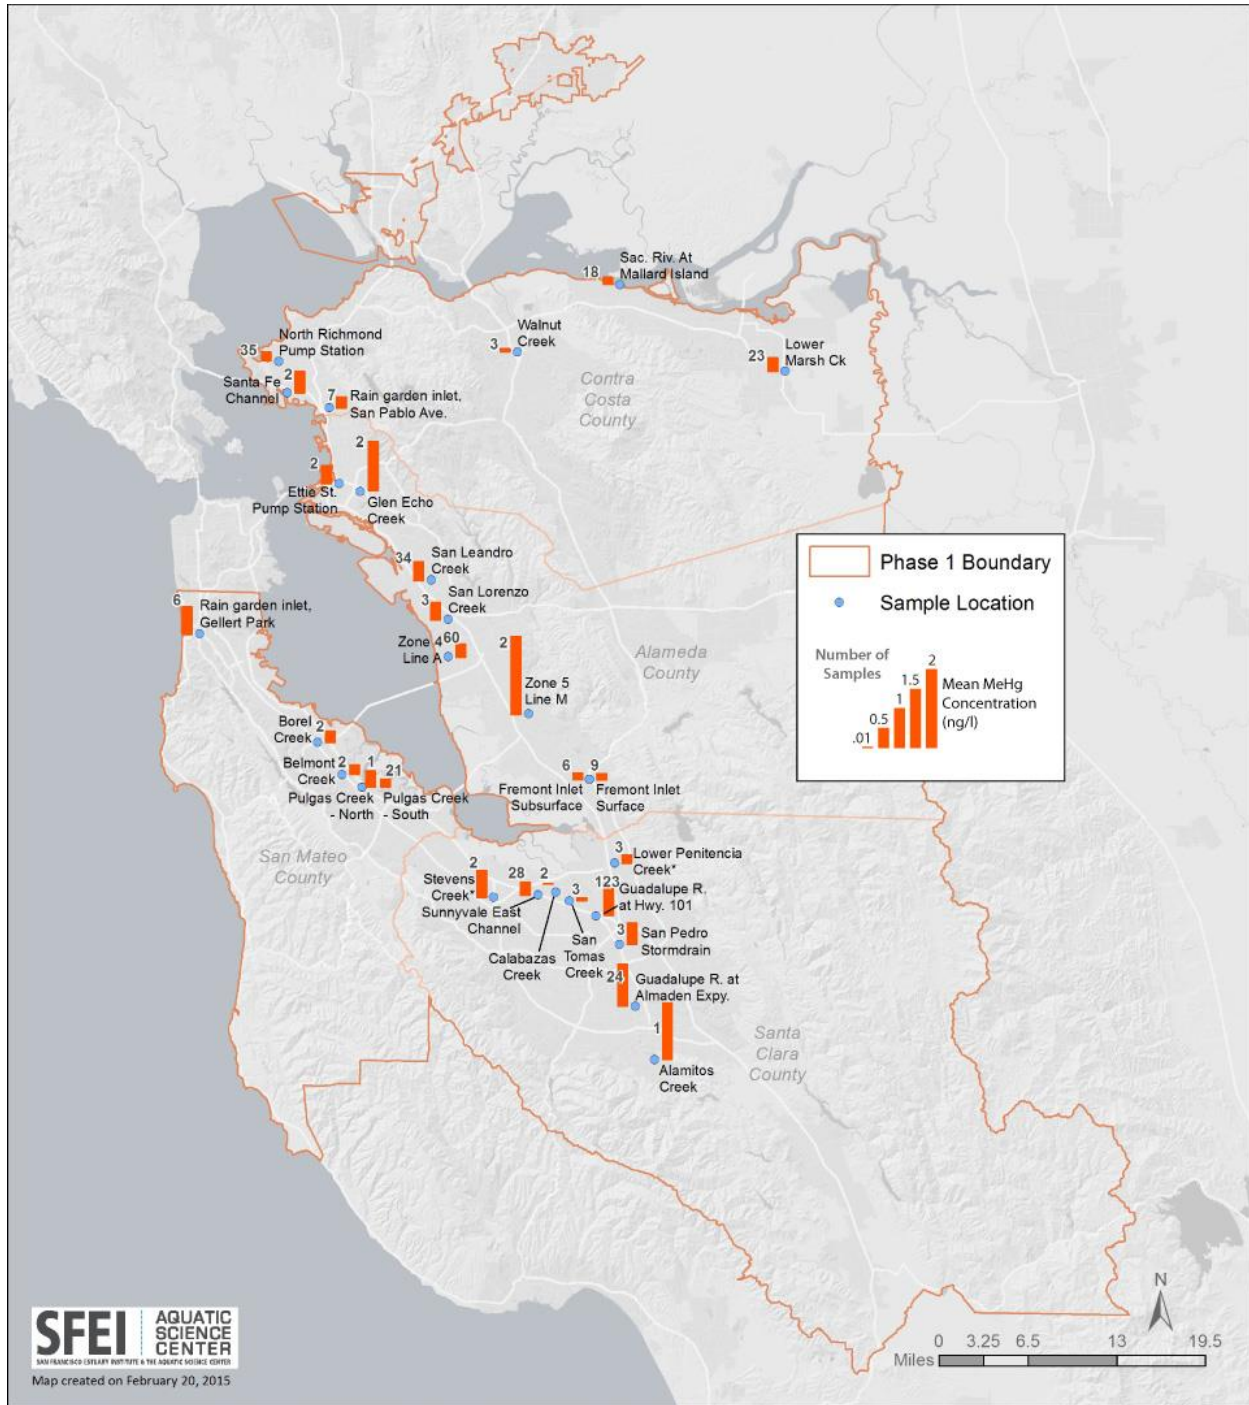 18
Sac. Riv. At
Mallard Island
35
North Richmond
Pump Station
3
Walnut
Creek
23
Lower
Marsh Ck
Santa Fe
Channel
2
7
Rain garden inlet,
San Pablo Ave.
Contra
Costa
County
2
2
Ettie St.
Pump Station
Glen Echo
Creek
34
San Leandro
Creek
3
San Lorenzo
Creek
6
Rain garden inlet,
Gellert Park
Zone 4
Line A
60
2
Zone 5
Line M
Alameda
County
Phase 1 Boundary
Sample Location
Number of
Samples
.01
0.5
1
1.5
2
Mean MeHg
Concentration
(ng/l)
Borel
Creek
2
Belmont
Creek
2
1
21
Pulgas Creek
- North
Pulgas Creek
- South
6
9
Fremont Inlet
Subsurface
Fremont Inlet
Surface
San Mateo
County
3
Lower Penitencia
Creek*
2
Stevens
Creek*
28
2
3
123
Guadalupe R.
at Hwy. 101
Sunnyvale East
Channel
Calabazas
Creek
San
Tomas
Creek
3
San Pedro
Stormdrain
24
Guadalupe R. at
Almaden Expy.
1
Alamitos
Creek
Santa
Clara
County
SFEI
AQUATIC
SCIENCE
CENTER
SAN FRANCISCO ESTUARY INSTITUTE & THE AQUATIC SCIENCE CENTER
Map created on February 20, 2015
N
0 3.25 6.5 13 19.5
Miles